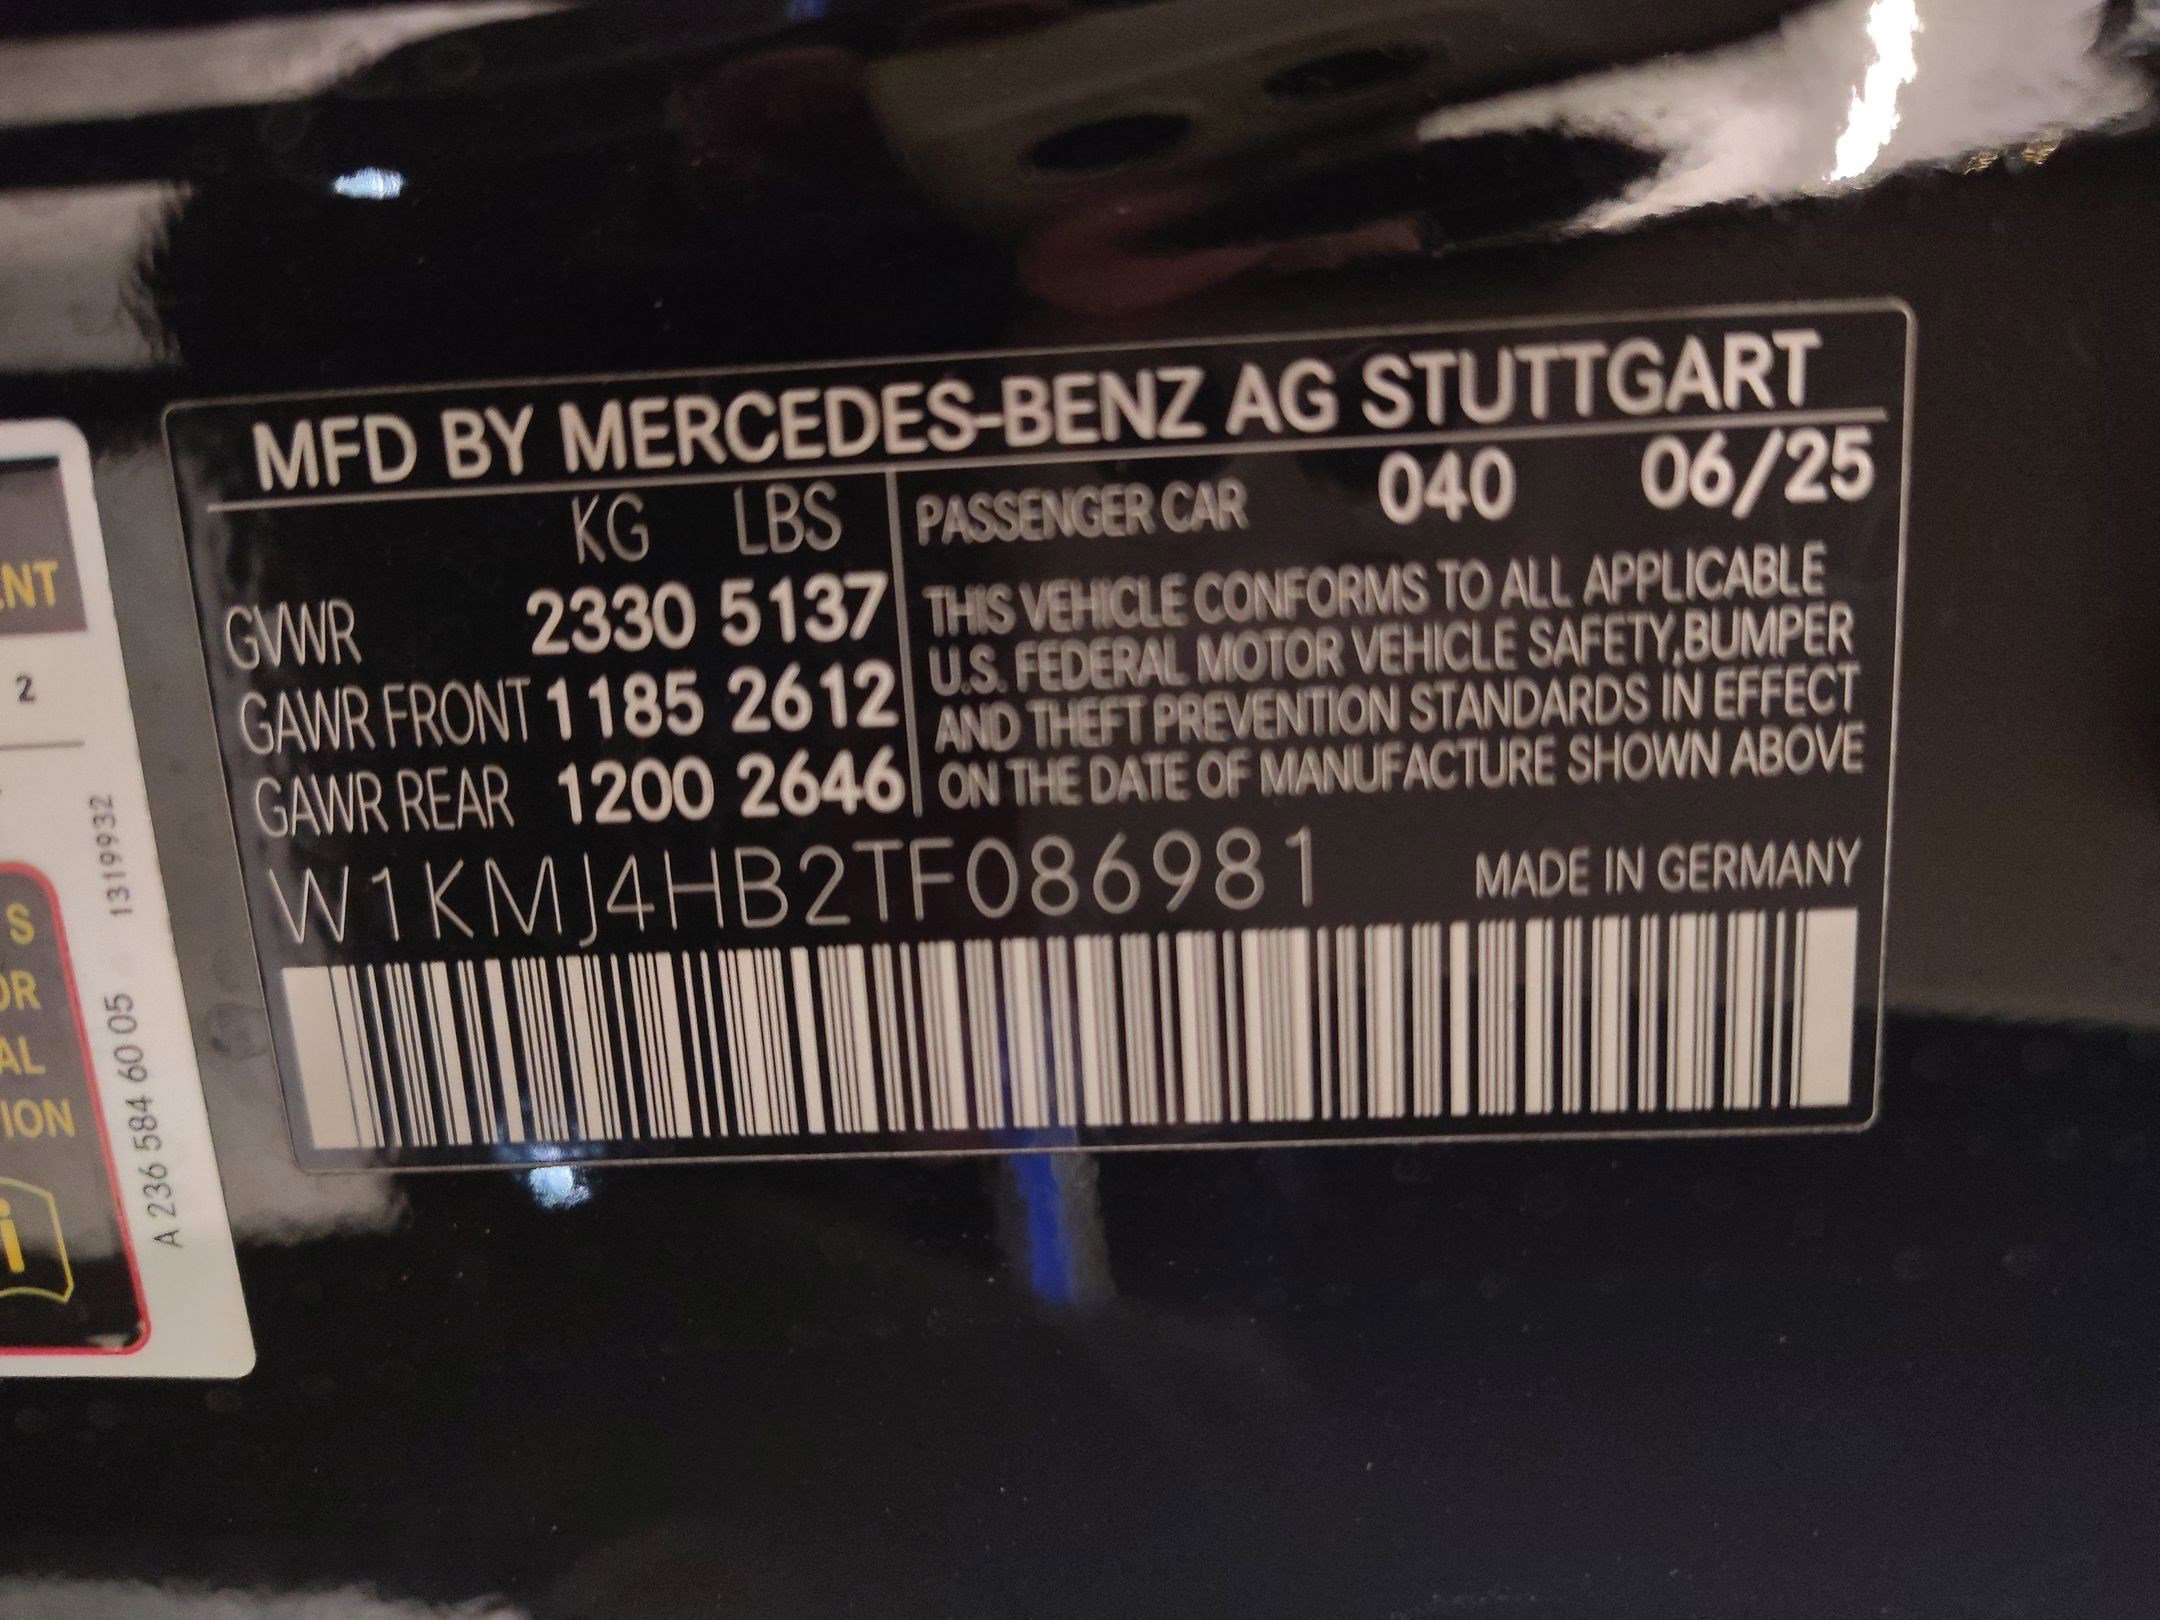 MFD BY MERCEDES-BENZ AG STUTTGART
KG LBS
GVWR 2330 5137
GAWR FRONT 1185 2612
GAWR REAR 1200 2646
PASSENGER CAR 040 06/25
THIS VEHICLE CONFORMS TO ALL APPLICABLE
U.S. FEDERAL MOTOR VEHICLE SAFETY,BUMPER
AND THEFT PREVENTION STANDARDS IN EFFECT
ON THE DATE OF MANUFACTURE SHOWN ABOVE
W1KMJ4HB2TF086981
MADE IN GERMANY
2
A 236 584 60 05 13199932
i